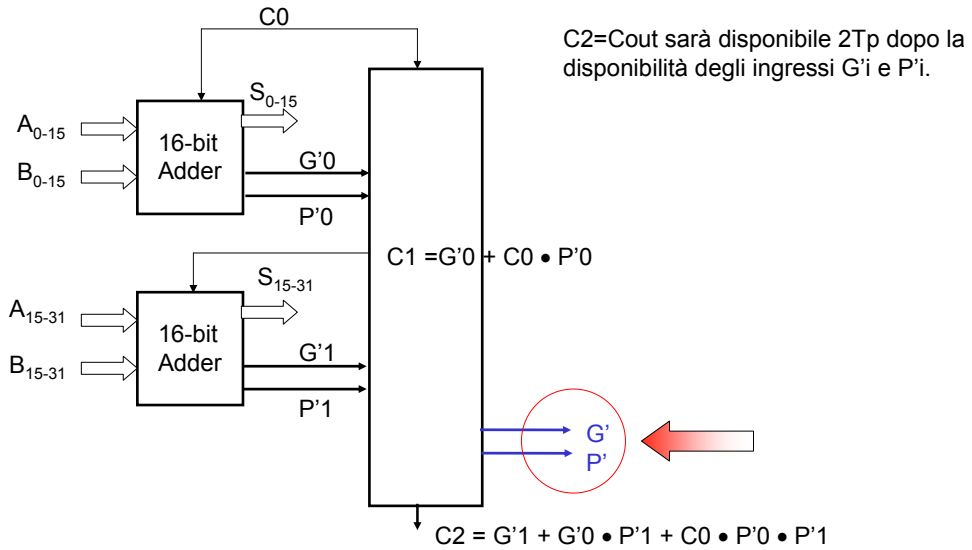 C0
C2=Cout sarà disponibile 2Tp dopo la
disponibilità degli ingressi G'i e P'i.
S0-15
A0-15
16-bit
Adder
B0-15
G'0
P'0
C1 =G'0 + C0 • P'0
S15-31
A15-31
16-bit
Adder
B15-31
G'1
P'1
G'
P'
C2 = G'1 + G'0 • P'1 + C0 • P'0 • P'1